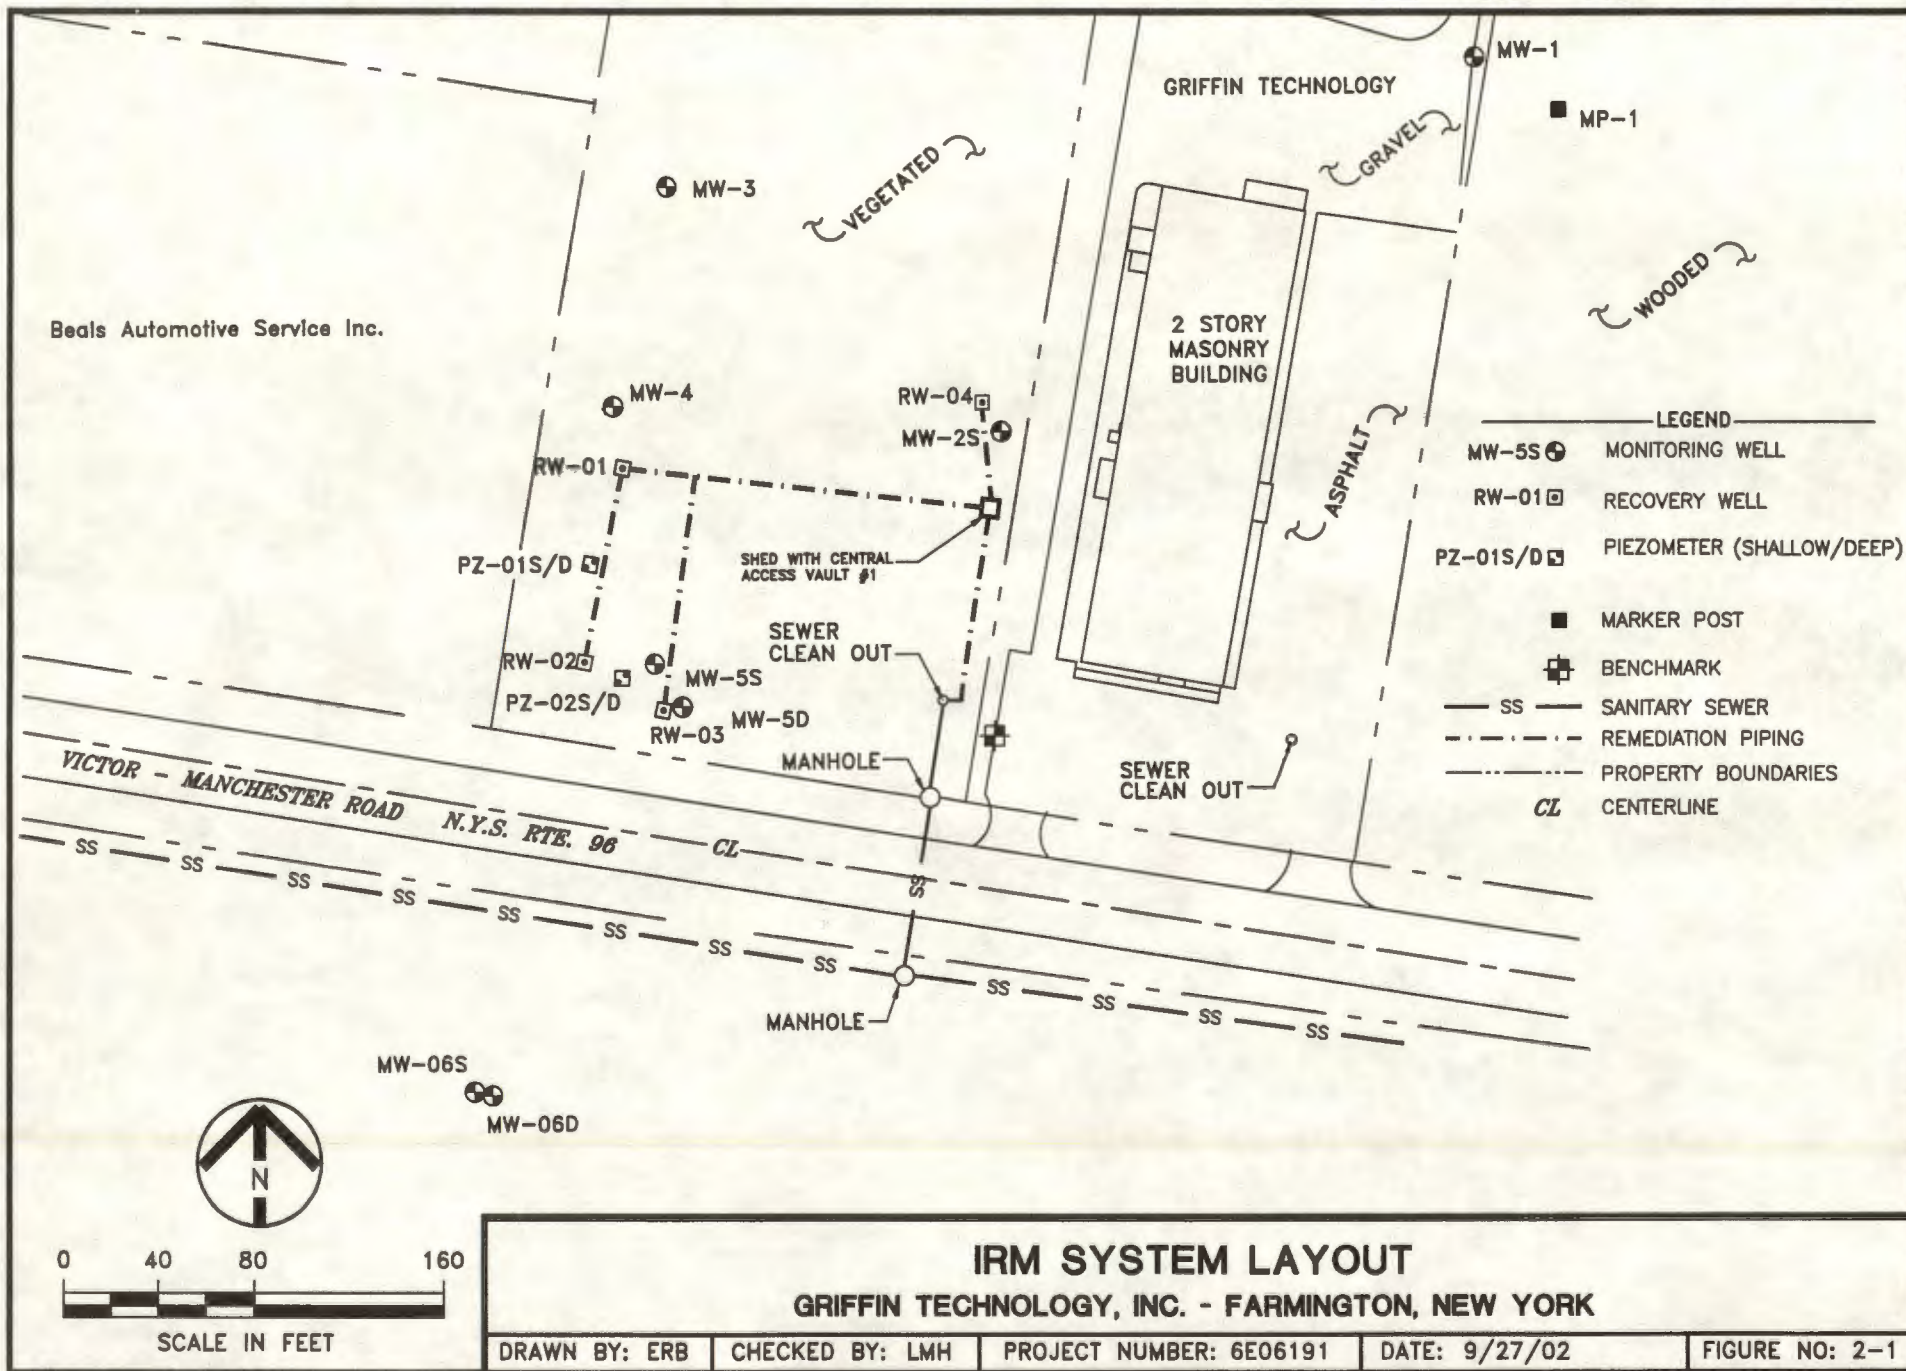 MW-1
GRIFFIN TECHNOLOGY
MP-1
GRAVEL
VEGETATED
MW-3
WOODED
Beals Automotive Service Inc.
2 STORY
MASONRY
BUILDING
MW-4
RW-04
MW-2S
ASPHALT
RW-01
SHED WITH CENTRAL
ACCESS VAULT #1
PZ-01S/D
SEWER
CLEAN OUT
RW-02
MW-5S
PZ-02S/D
MW-5D
RW-03
MANHOLE
SEWER
CLEAN OUT
LEGEND
MW-5S MONITORING WELL
RW-01 RECOVERY WELL
PZ-01S/D PIEZOMETER (SHALLOW/DEEP)
MARKER POST
BENCHMARK
SS SANITARY SEWER
REMEDIATION PIPING
PROPERTY BOUNDARIES
CL CENTERLINE
VICTOR - MANCHESTER ROAD N.Y.S. RTE. 96 CL
SS SS SS SS SS SS SS SS SS SS SS SS
SS
MANHOLE
MW-06S
MW-06D
N
0 40 80 160
SCALE IN FEET
IRM SYSTEM LAYOUT
GRIFFIN TECHNOLOGY, INC. - FARMINGTON, NEW YORK
DRAWN BY: ERB CHECKED BY: LMH PROJECT NUMBER: 6E06191 DATE: 9/27/02 FIGURE NO: 2-1